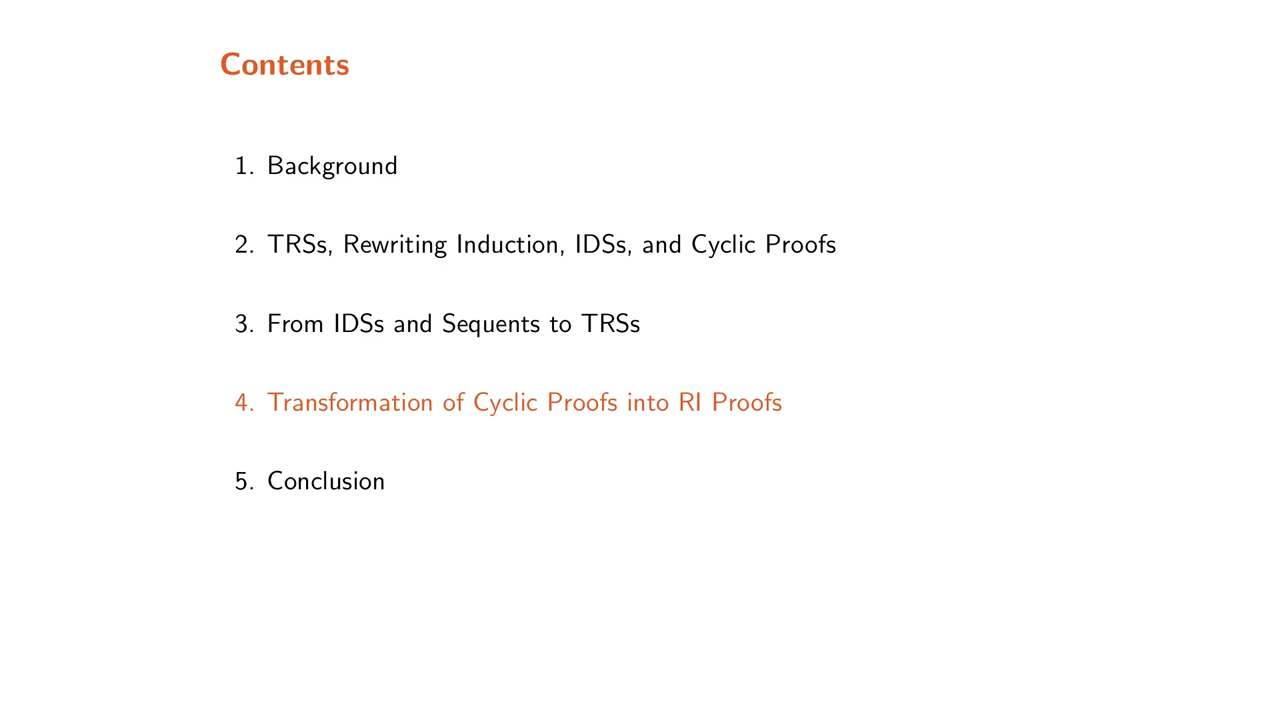 Contents
1. Background
2. TRSs, Rewriting Induction, IDSs, and Cyclic Proofs
3. From IDSs and Sequents to TRSs
4. Transformation of Cyclic Proofs into RI Proofs
5. Conclusion